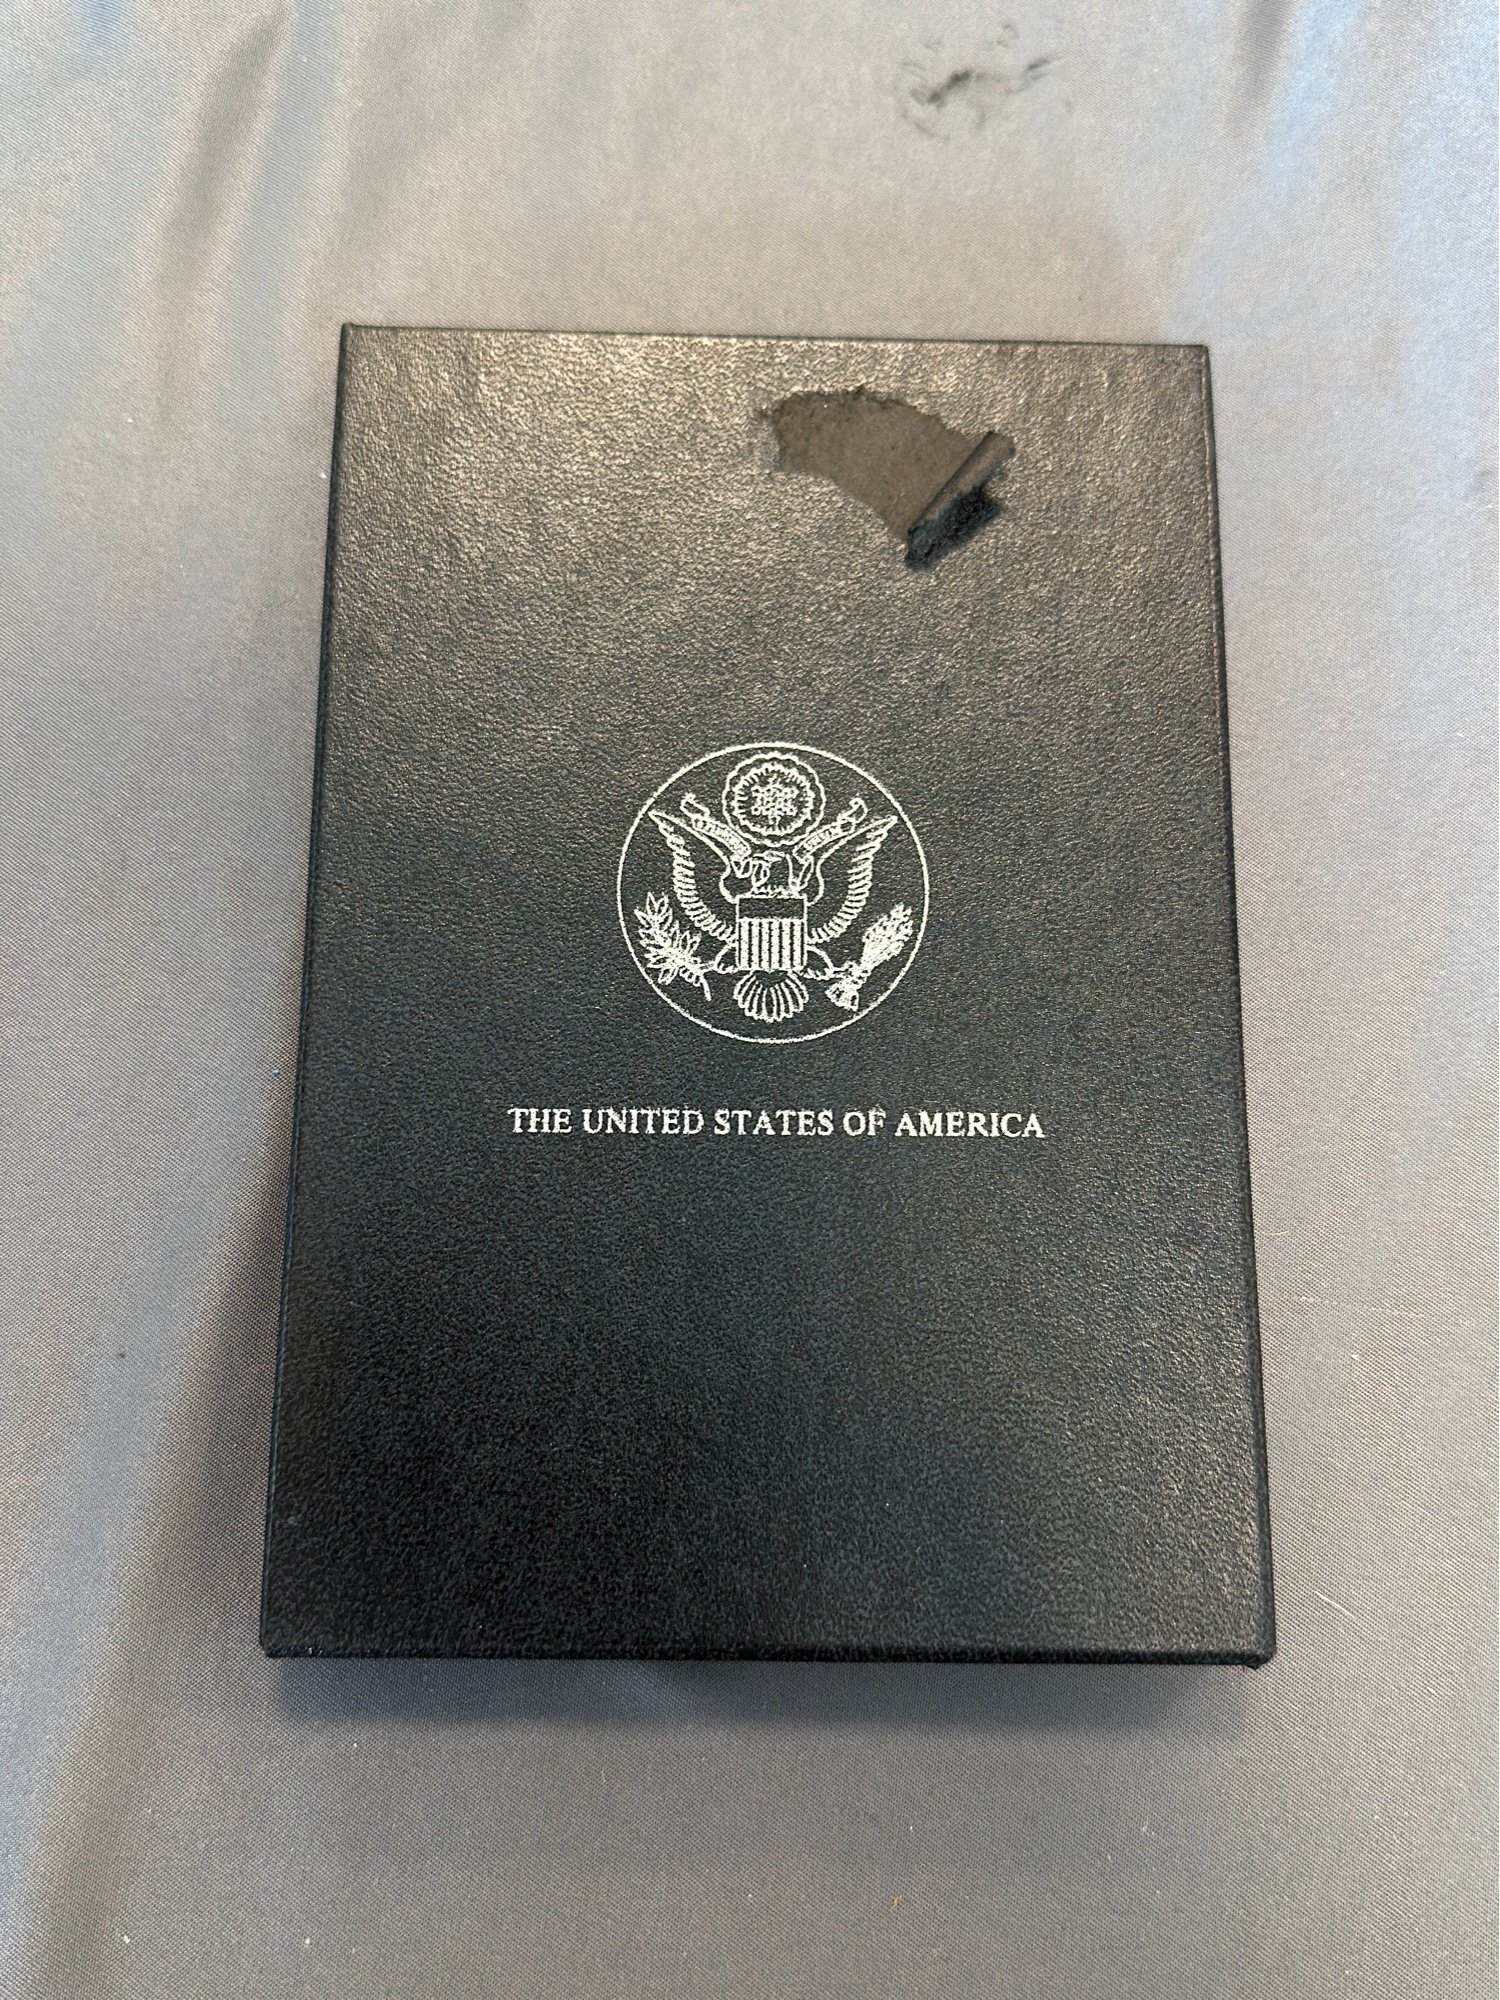 THE UNITED STATES OF AMERICA